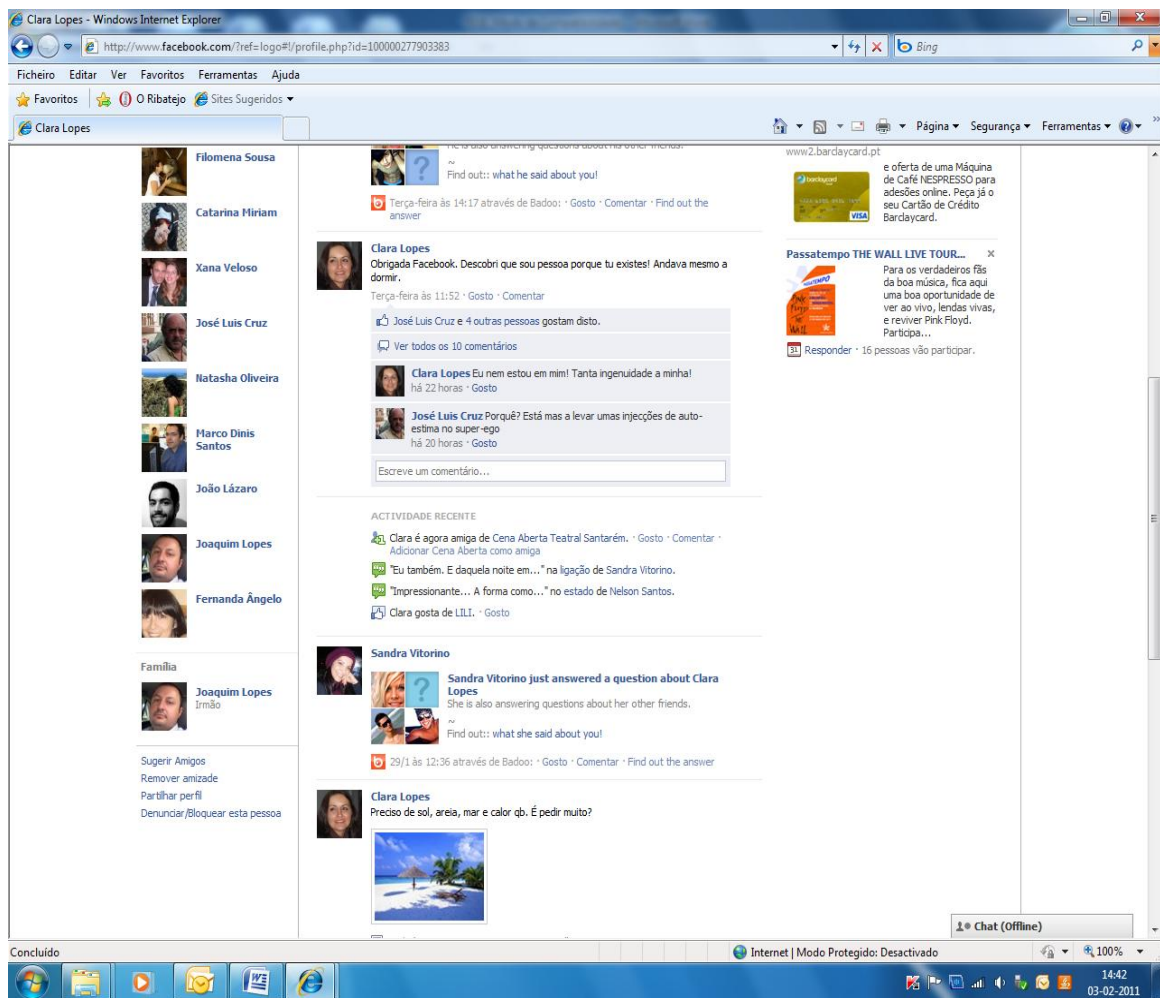 Clara Lopes - Windows Internet Explorer
http://www.facebook.com/?ref=logo#!/profile.php?id=100000277903383
Bing
Ficheiro Editar Ver Favoritos Ferramentas Ajuda
Favoritos O Ribatejo Sites Sugeridos
Clara Lopes
Página Segurança Ferramentas
Filomena Sousa
Catarina Miriam
Xana Veloso
José Luis Cruz
Natasha Oliveira
Marco Dinis
Santos
João Lázaro
Joaquim Lopes
Fernanda Ângelo
Família
Joaquim Lopes
Irmão
Sugerir Amigos
Remover amizade
Partilhar perfil
Denunciar/Bloquear esta pessoa
He is also answering questions about his other friends.
~
Find out:: what he said about you!
Terça-feira às 14:17 através de Badoo: · Gosto · Comentar · Find out the
answer
Clara Lopes
Obrigada Facebook. Descobri que sou pessoa porque tu existes! Andava mesmo a
dormir.
Terça-feira às 11:52 · Gosto · Comentar
José Luis Cruz e 4 outras pessoas gostam disto.
Ver todos os 10 comentários
Clara Lopes Eu nem estou em mim! Tanta ingenuidade a minha!
há 22 horas · Gosto
José Luis Cruz Porquê? Está mas a levar umas injecções de auto-
estima no super-ego
há 20 horas · Gosto
Escreve um comentário...
ACTIVIDADE RECENTE
Clara é agora amiga de Cena Aberta Teatral Santarém. · Gosto · Comentar ·
Adicionar Cena Aberta como amiga
"Eu também. E daquela noite em..." na ligação de Sandra Vitorino.
"Impressionante... A forma como..." no estado de Nelson Santos.
Clara gosta de LILI. · Gosto
Sandra Vitorino
Sandra Vitorino just answered a question about Clara
Lopes
She is also answering questions about her other friends.
~
Find out:: what she said about you!
29/1 às 12:36 através de Badoo: · Gosto · Comentar · Find out the answer
Clara Lopes
Preciso de sol, areia, mar e calor qb. É pedir muito?
www2.barclaycard.pt
barclaycard
VISA
e oferta de uma Máquina
de Café NESPRESSO para
adesões online. Peça já o
seu Cartão de Crédito
Barclaycard.
Passatempo THE WALL LIVE TOUR...
Para os verdadeiros fãs
da boa música, fica aqui
uma boa oportunidade de
ver ao vivo, lendas vivas,
e reviver Pink Floyd.
Participa...
31 Responder · 16 pessoas vão participar.
Chat (Offline)
Concluído
Internet | Modo Protegido: Desactivado
100%
14:42
03-02-2011